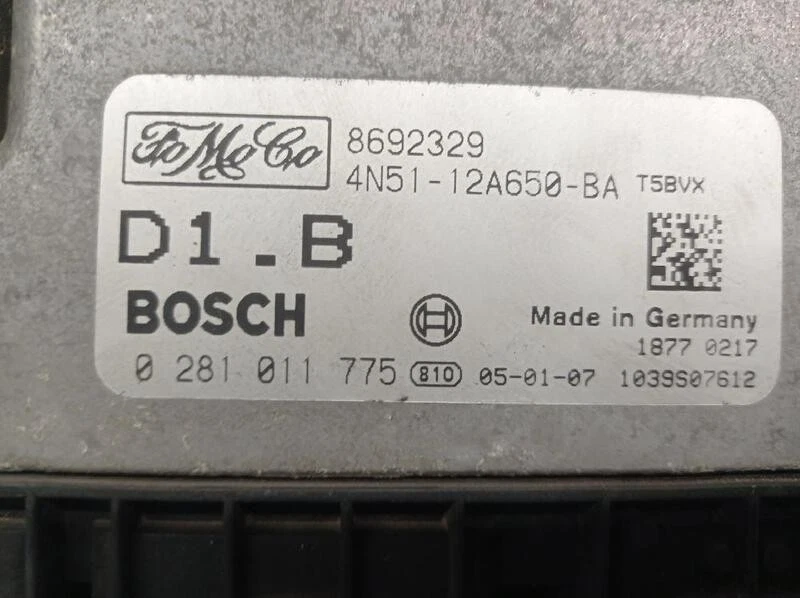 FoMoCo 8692329
4N51-12A650-BA T5BVX
D1.B
BOSCH
Made in Germany
1877 0217
0 281 011 775 810 05-01-07 1039S07612